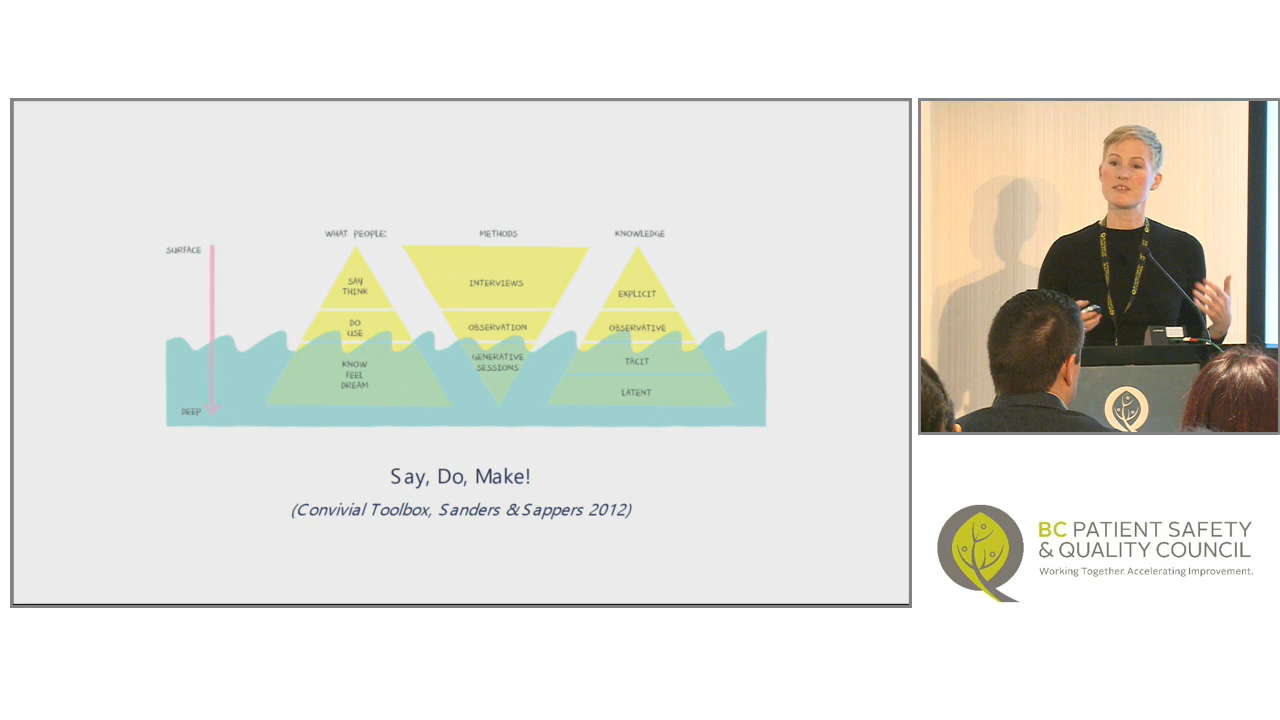 WHAT PEOPLE:
METHODS
KNOWLEDGE
SURFACE
SAY
THINK
INTERVIEWS
EXPLICIT
DO
USE
OBSERVATION
OBSERVATIVE
KNOW
FEEL
DREAM
GENERATIVE
SESSIONS
TACIT
LATENT
DEEP
Say, Do, Make!
(Convivial Toolbox, Sanders & Sappers 2012)
BC PATIENT SAFETY
& QUALITY COUNCIL
Working Together. Accelerating Improvement.